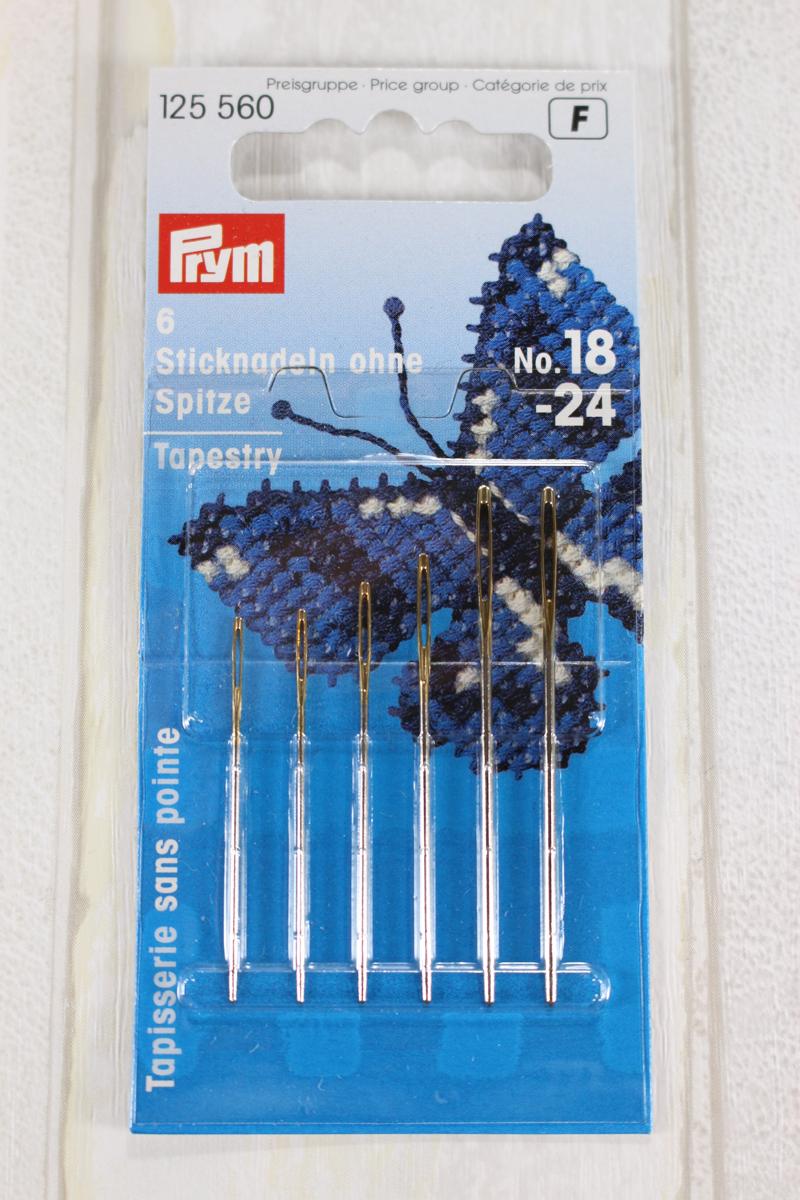 Preisgruppe · Price group · Catégorie de prix
125 560
F
Prym
6
Sticknadeln ohne
Spitze
No. 18
-24
Tapestry
Tapisserie sans pointe